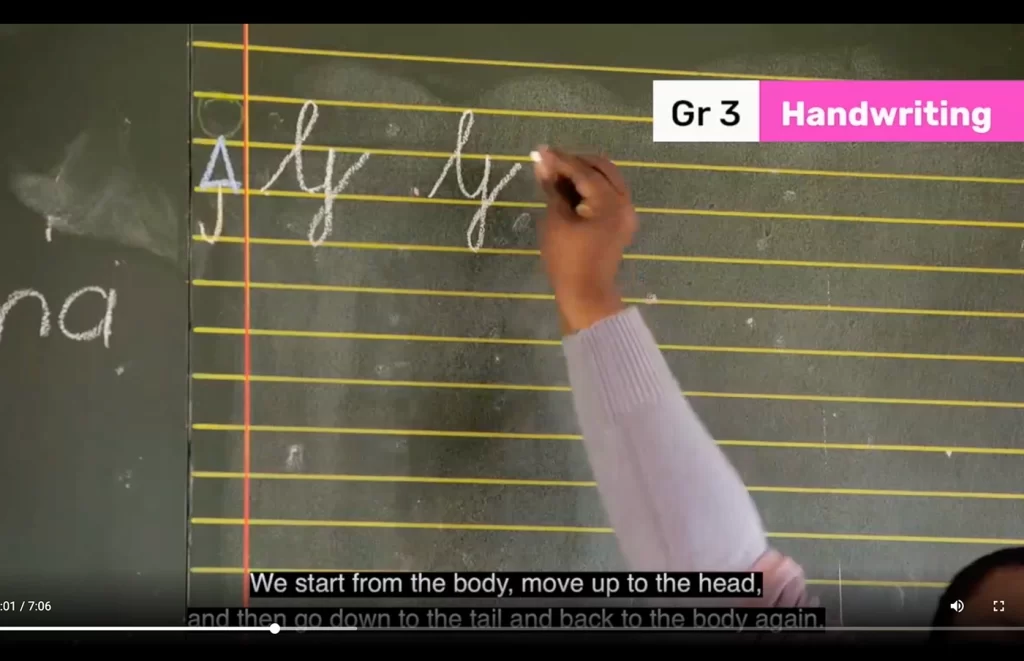 Gr 3 Handwriting
ly ly
na
We start from the body, move up to the head,
and then go down to the tail and back to the body again.
:01 / 7:06